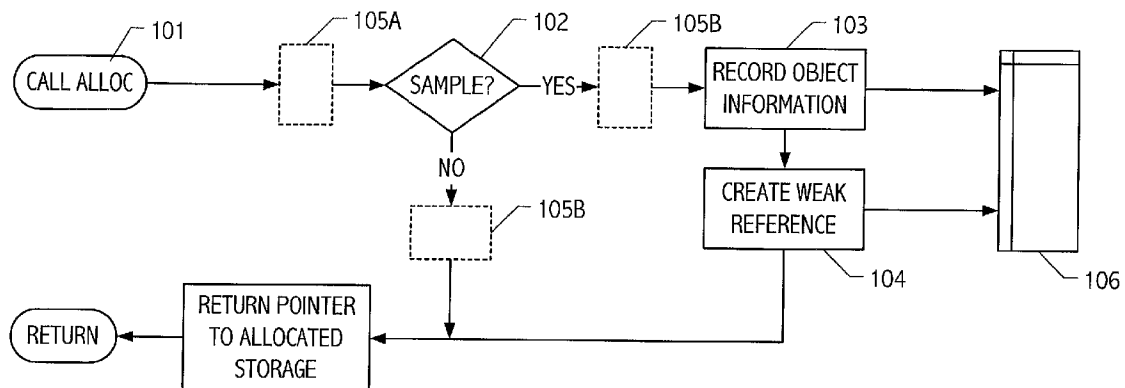 101
105A
102
105B
103
CALL ALLOC
SAMPLE?
YES
RECORD OBJECT
INFORMATION
NO
CREATE WEAK
REFERENCE
105B
104
106
RETURN
RETURN POINTER
TO ALLOCATED
STORAGE